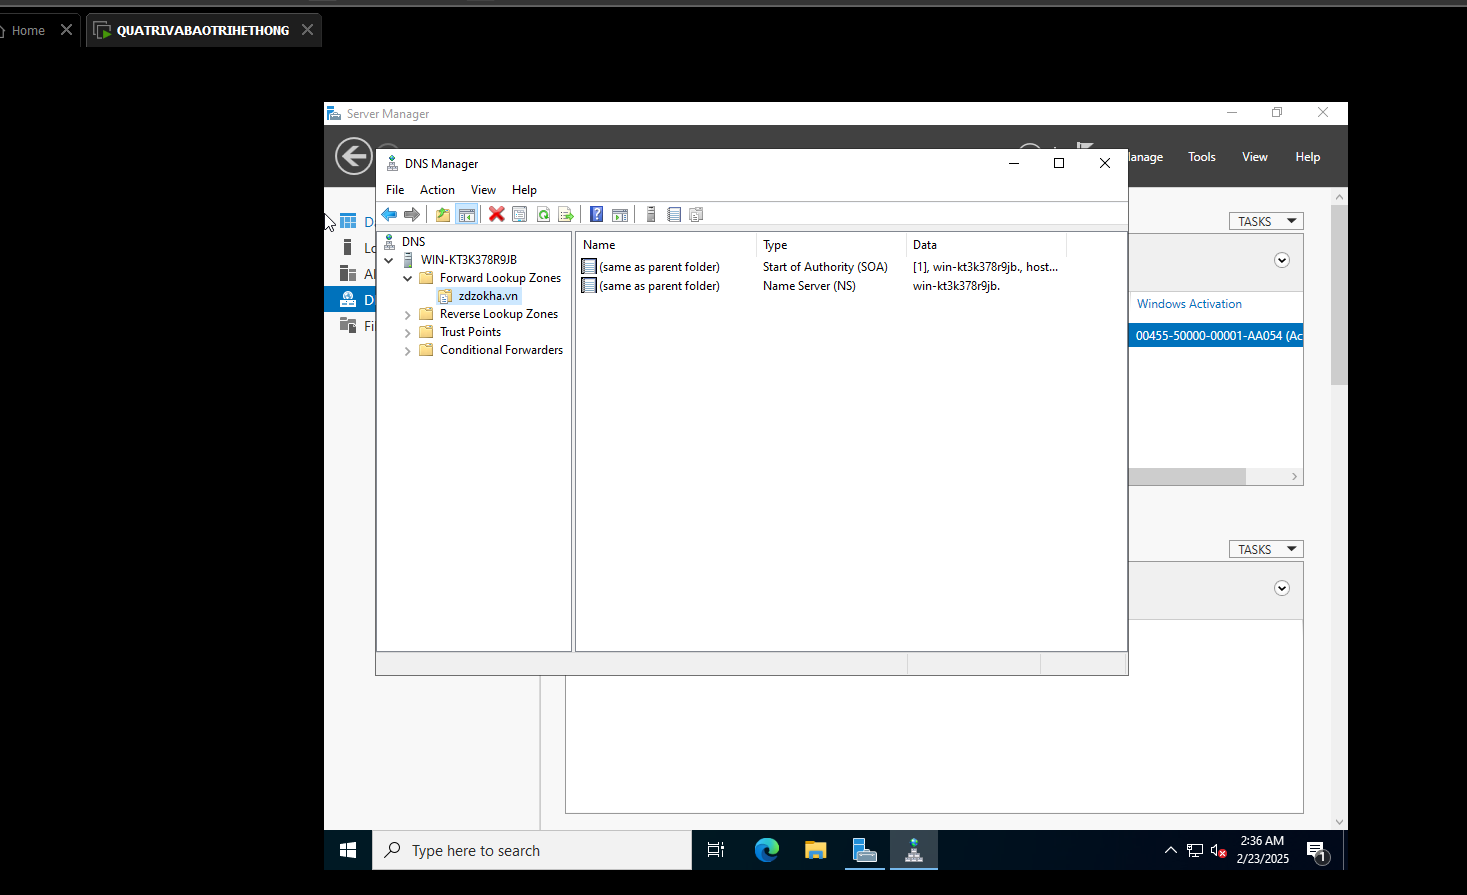 Home
QUATRIVABAOTRIHETHONG
Server Manager
Manage Tools View Help
DNS Manager
File Action View Help
DNS
WIN-KT3K378R9JB
Forward Lookup Zones
zdzokha.vn
Reverse Lookup Zones
Trust Points
Conditional Forwarders
Name Type Data
(same as parent folder) Start of Authority (SOA) [1], win-kt3k378r9jb., host...
(same as parent folder) Name Server (NS) win-kt3k378r9jb.
TASKS
Windows Activation
00455-50000-00001-AA054 (Ac
TASKS
Type here to search
2:36 AM
2/23/2025
1